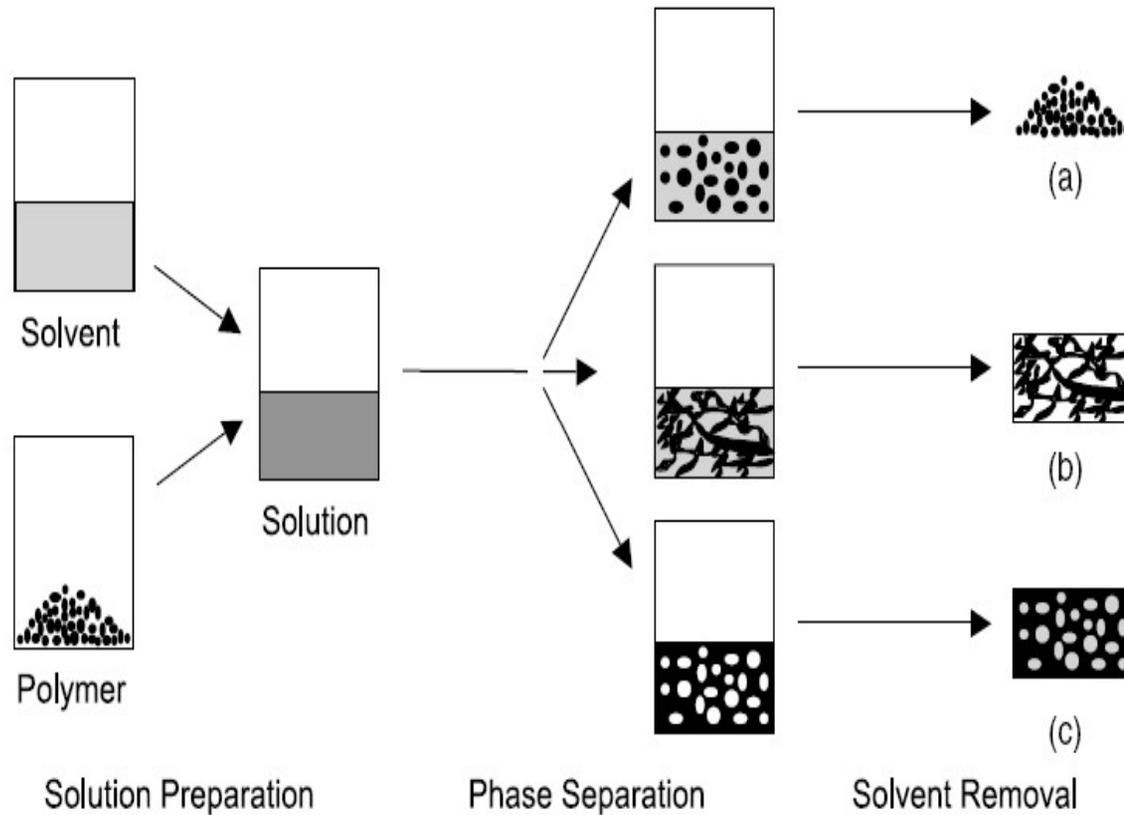 Solvent
Polymer
Solution
(a)
(b)
(c)
Solution Preparation
Phase Separation
Solvent Removal